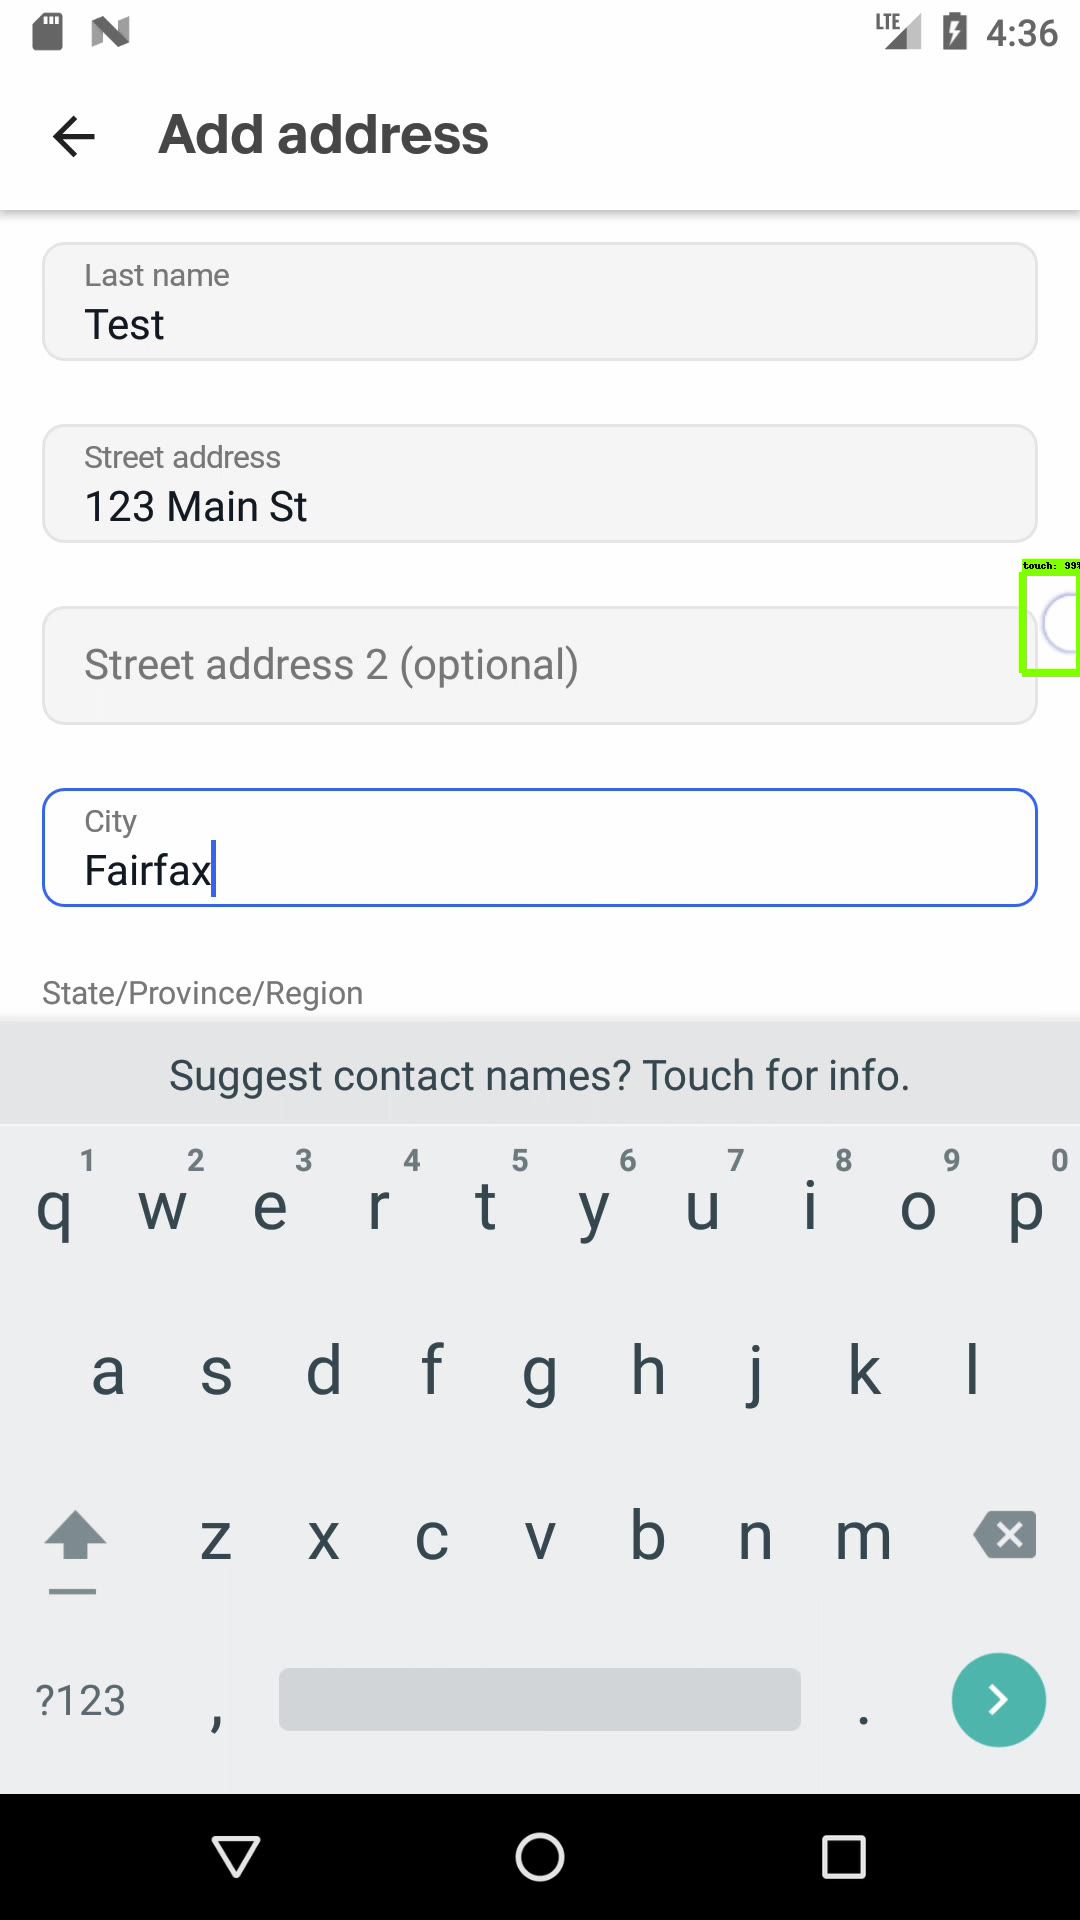 LTE 4:36
Add address
Last name
Test
Street address
123 Main St
touch: 99%
Street address 2 (optional)
City
Fairfax
State/Province/Region
Suggest contact names? Touch for info.
1 2 3 4 5 6 7 8 9 0
q w e r t y u i o p
a s d f g h j k l
z x c v b n m
?123 , .